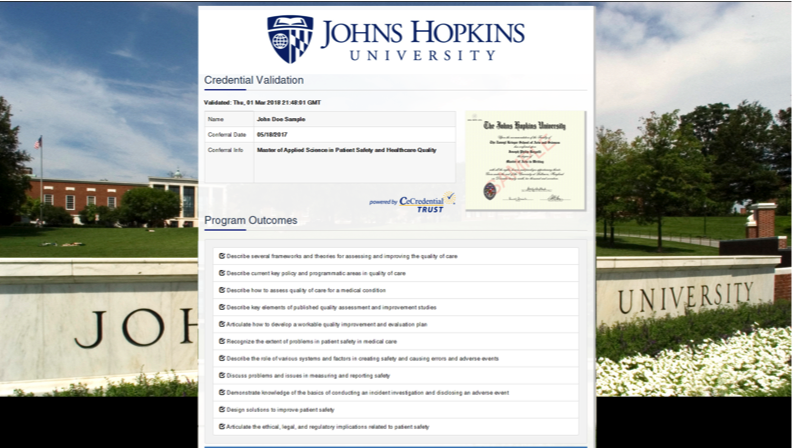 JOHNS HOPKINS
UNIVERSITY
Credential Validation
Validated: Thu, 01 Mar 2018 21:48:01 GMT
Name John Doe Sample
Conferral Date 05/18/2017
Conferral Info Master of Applied Science in Patient Safety and Healthcare Quality
The Johns Hopkins University
powered by CeCredential
TRUST
Program Outcomes
Describe several frameworks and theories for assessing and improving the quality of care
Describe current key policy and programmatic areas in quality of care
Describe how to assess quality of care for a medical condition
Describe key elements of published quality assessment and improvement studies
Articulate how to develop a workable quality improvement and evaluation plan
Recognize the extent of problems in patient safety in medical care
Describe the role of various systems and factors in creating safety and causing errors and adverse events
Discuss problems and issues in measuring and reporting safety
Demonstrate knowledge of the basics of conducting an incident investigation and disclosing an adverse event
Design solutions to improve patient safety
Articulate the ethical, legal, and regulatory implications related to patient safety
JOH
UNIVERSITY